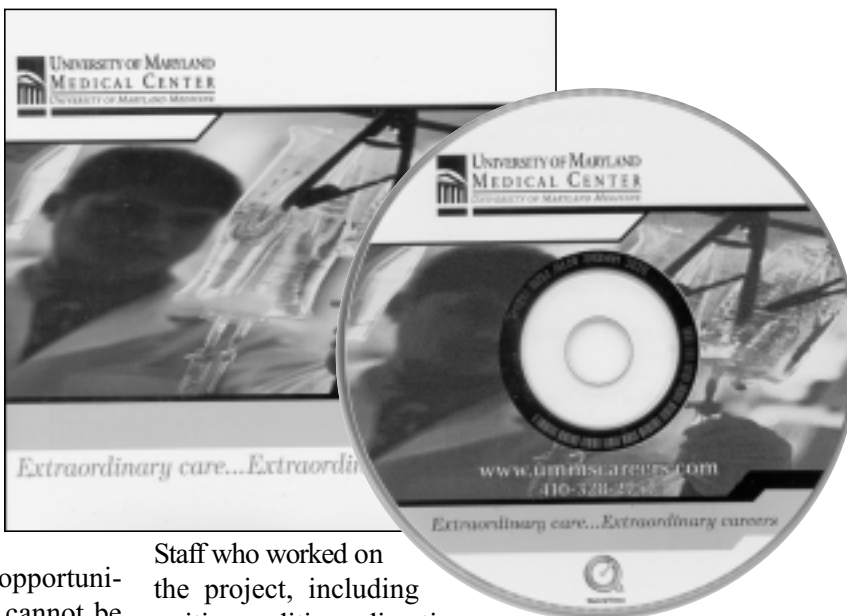 UNIVERSITY OF MARYLAND
MEDICAL CENTER
UNIVERSITY OF MARYLAND MEDICINE
Extraordinary care...Extraordin
UNIVERSITY OF MARYLAND
MEDICAL CENTER
UNIVERSITY OF MARYLAND MEDICINE
www.ummscareers.com
410-328-
Extraordinary care...Extraordinary careers
opportuni-
cannot be
Staff who worked on
the project, including